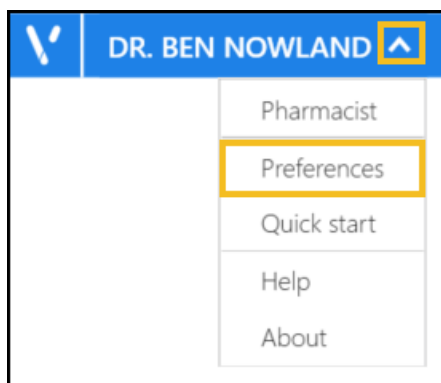 DR. BEN NOWLAND
Pharmacist
Preferences
Quick start
Help
About